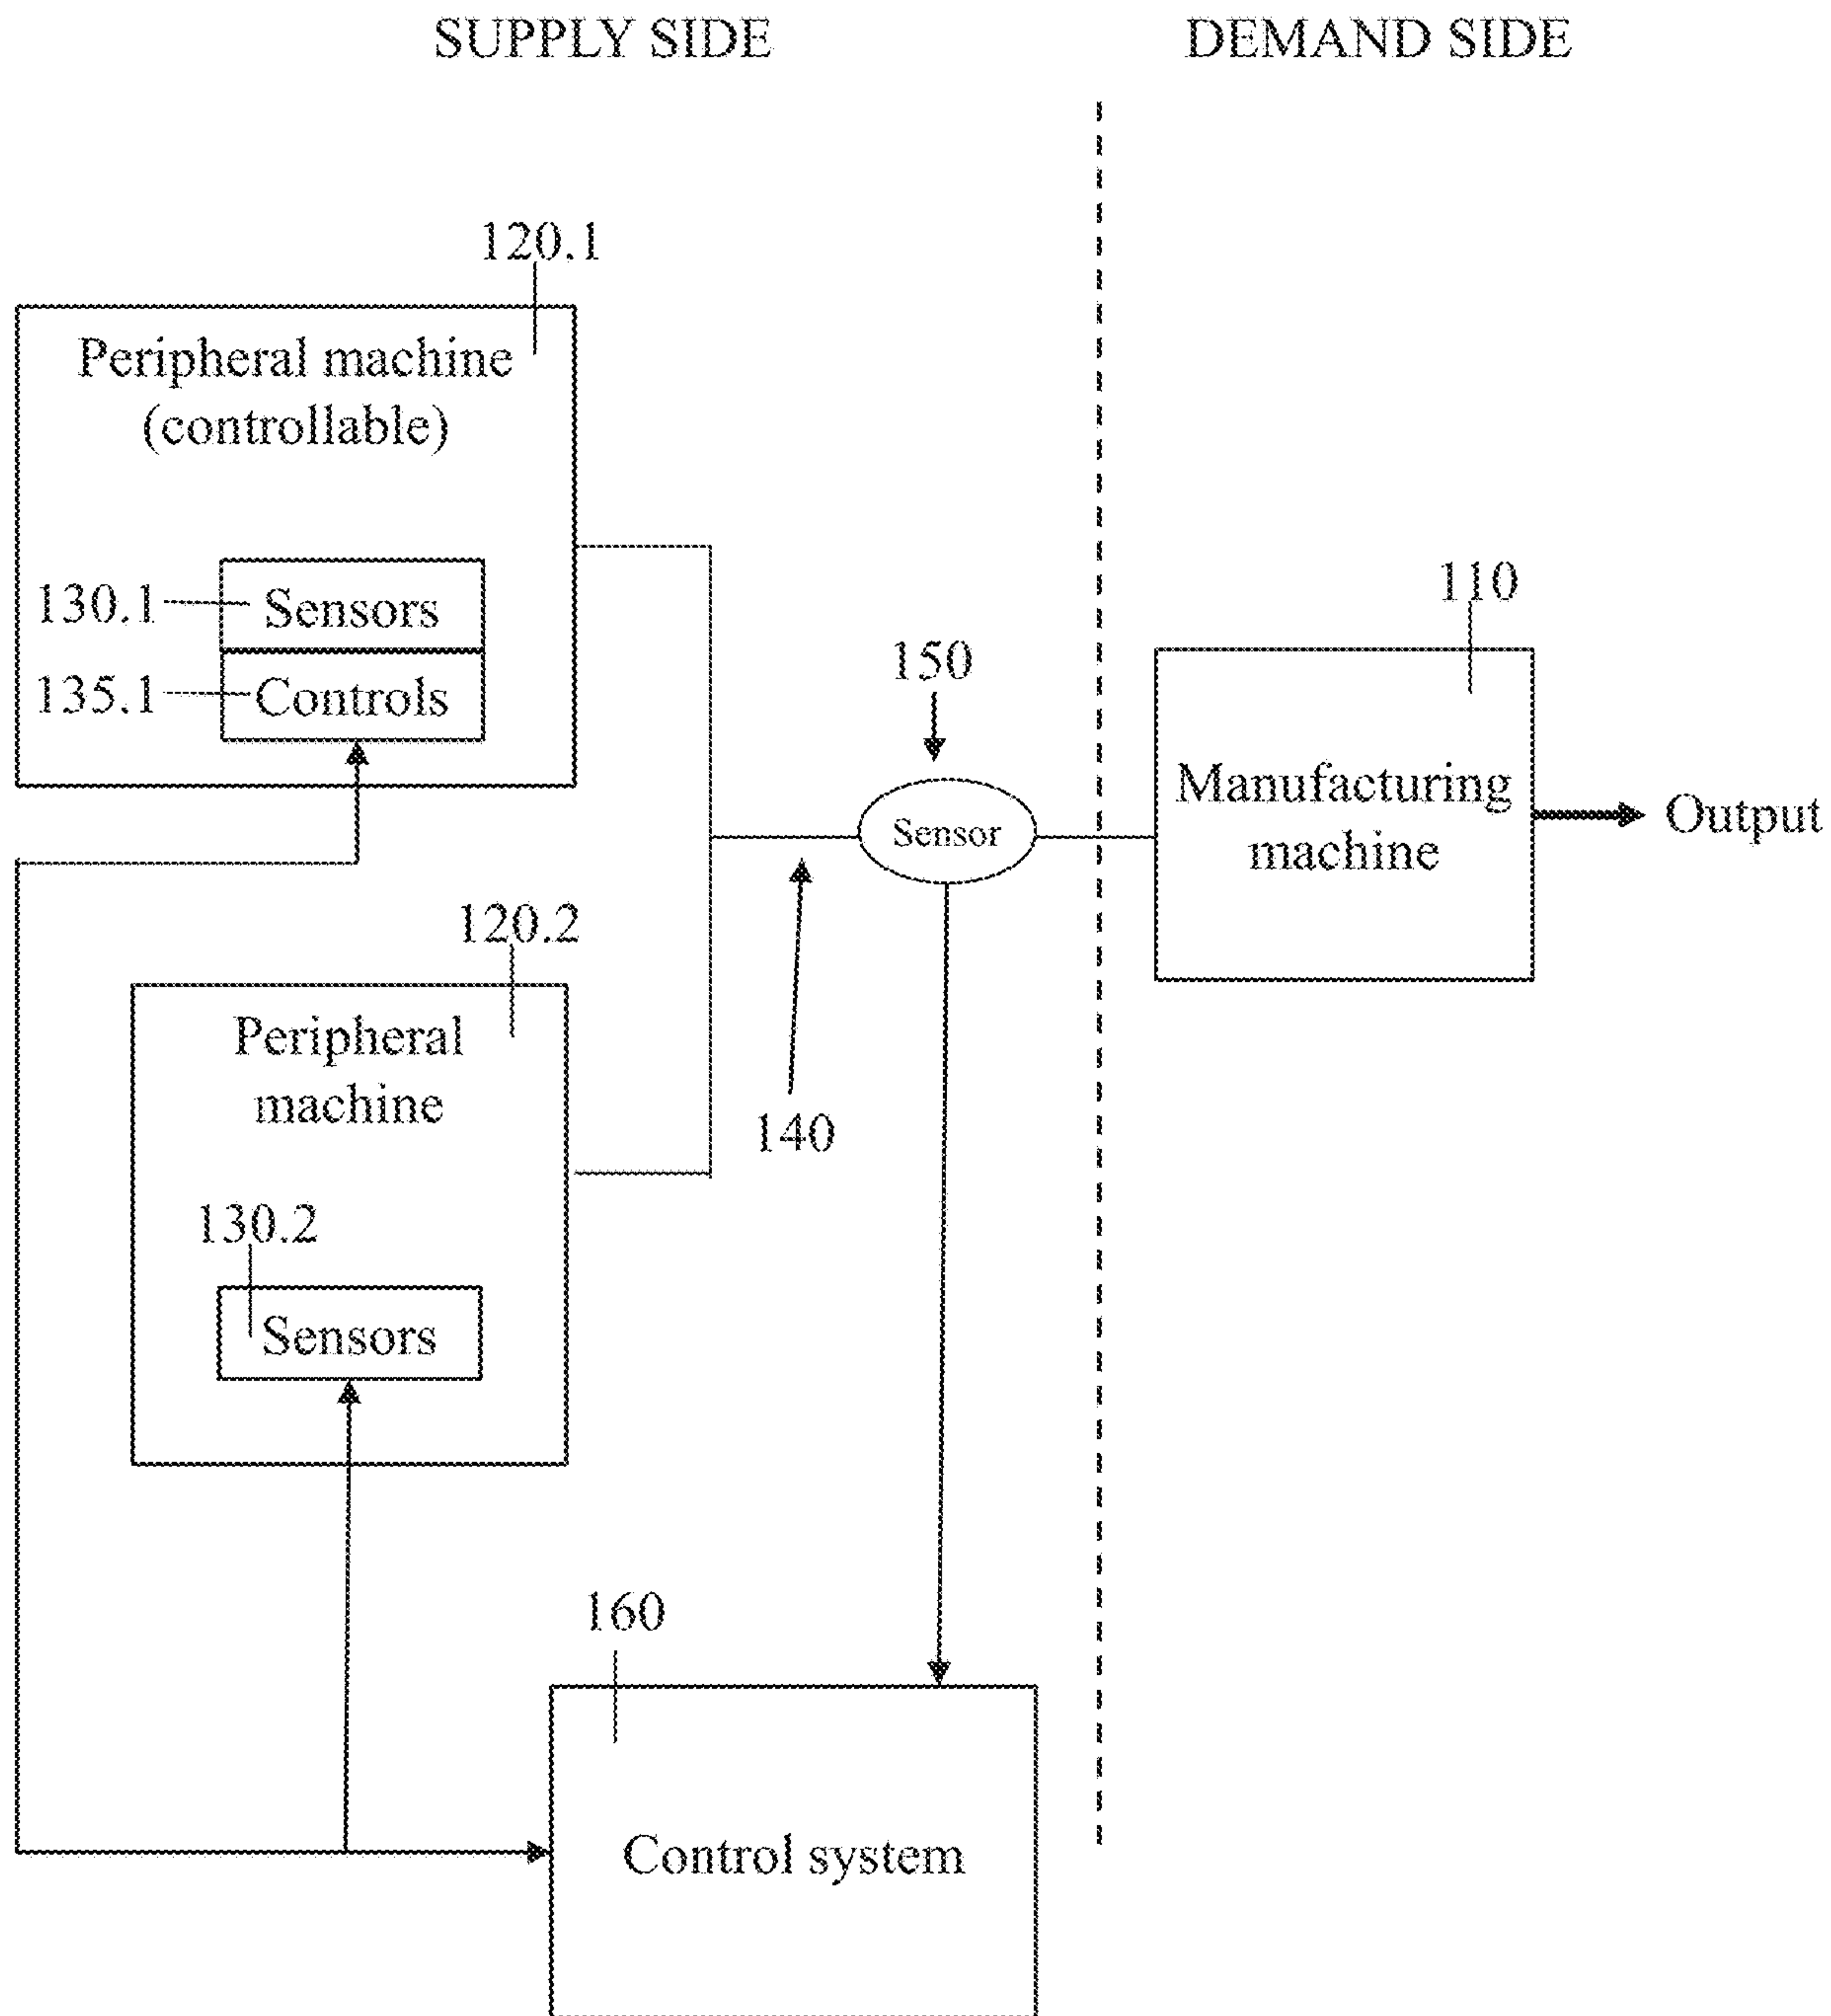 SUPPLY SIDE
DEMAND SIDE
120.1
Peripheral machine
(controllable)
130.1
Sensors
135.1
Controls
150
Sensor
110
Manufacturing
machine
Output
120.2
Peripheral
machine
140
130.2
Sensors
160
Control system